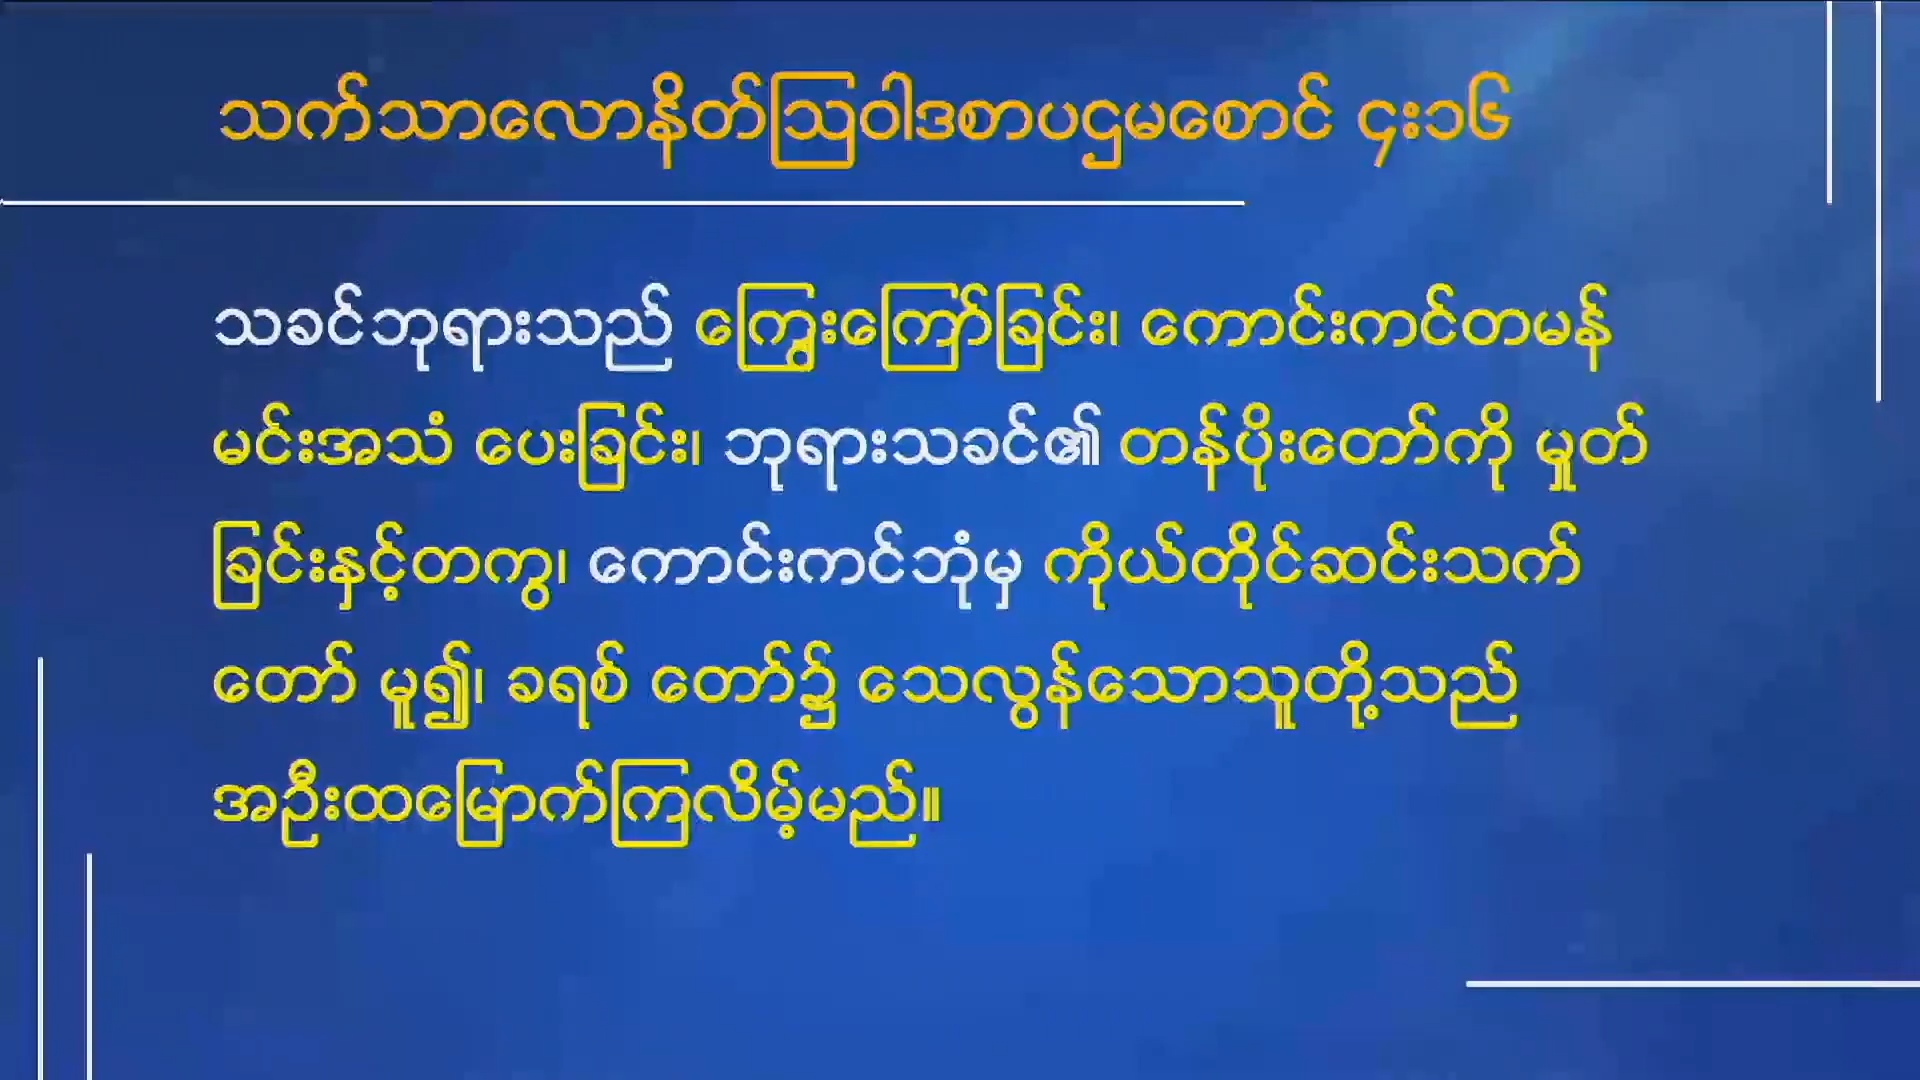 သက်သာလောနိတ်ဩဝါဒစာပဌမစောင် ၄း၁၆
သခင်ဘုရားသည် ကြွေးကြော်ခြင်း၊ ကောင်းကင်တမန်
မင်းအသံ ပေးခြင်း၊ ဘုရားသခင်၏ တန်ပိုးတော်ကို မှုတ်
ခြင်းနှင့်တကွ၊ ကောင်းကင်ဘုံမှ ကိုယ်တိုင်ဆင်းသက်
တော် မူ၍၊ ခရစ် တော်၌ သေလွန်သောသူတို့သည်
အဦးထမြောက်ကြလိမ့်မည်။